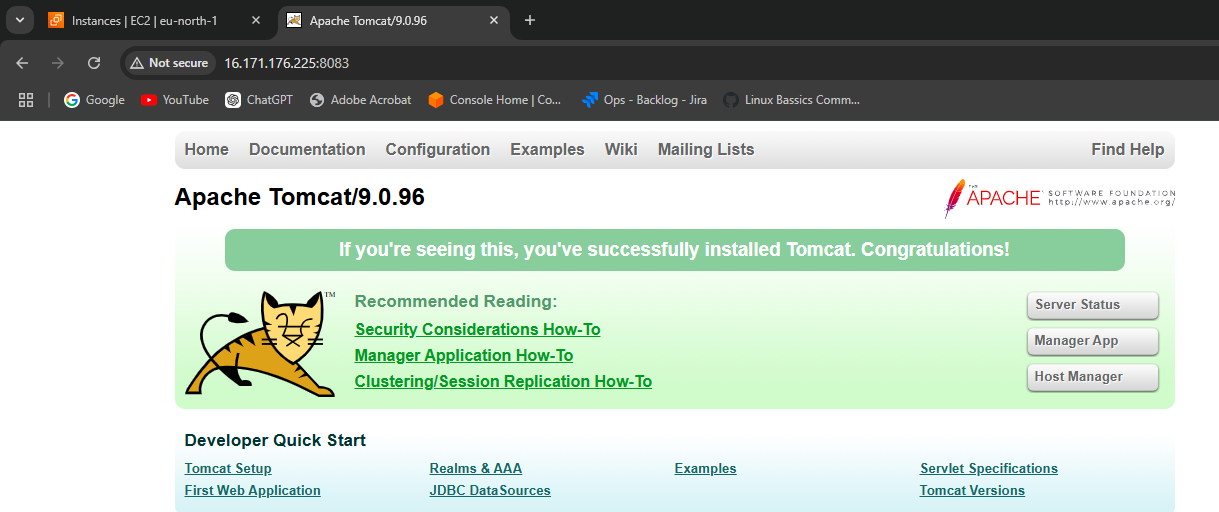 Instances | EC2 | eu-north-1
Apache Tomcat/9.0.96
Not secure 16.171.176.225:8083
Google YouTube ChatGPT Adobe Acrobat Console Home | Co... Ops - Backlog - Jira Linux Bassics Comm...
Home Documentation Configuration Examples Wiki Mailing Lists Find Help
Apache Tomcat/9.0.96
THE APACHE SOFTWARE FOUNDATION
http://www.apache.org/
If you're seeing this, you've successfully installed Tomcat. Congratulations!
TM
Recommended Reading:
Security Considerations How-To
Manager Application How-To
Clustering/Session Replication How-To
Server Status
Manager App
Host Manager
Developer Quick Start
Tomcat Setup
First Web Application
Realms & AAA
JDBC DataSources
Examples
Servlet Specifications
Tomcat Versions